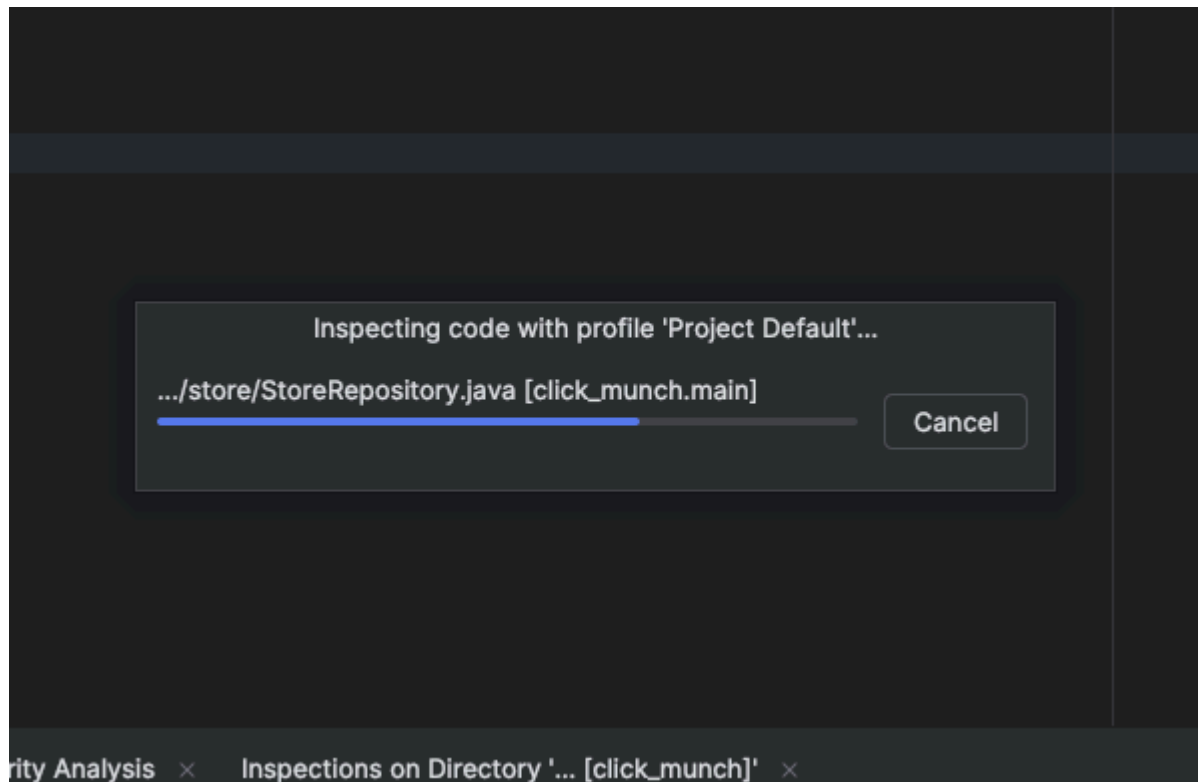 Inspecting code with profile 'Project Default'...
.../store/StoreRepository.java [click_munch.main]
Cancel
rity Analysis × Inspections on Directory '... [click_munch]' ×